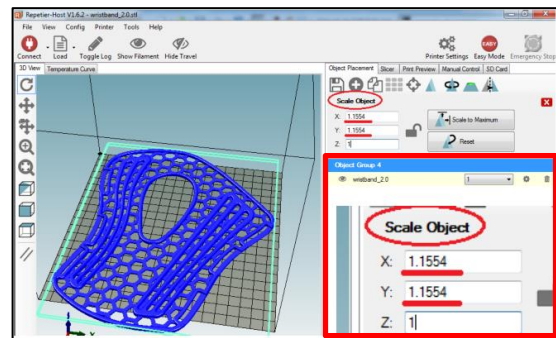 Repetier-Host V1.6.2 - wristband_2.0.stl
File View Config Printer Tools Help
Connect Load Toggle Log Show Filament Hide Travel Printer Settings Easy Mode Emergency Stop
EASY
3D View Temperature Curve
Object Placement Slicer Print Preview Manual Control SD Card
Scale Object
X: 1.1554
Y: 1.1554
Z: 1
Scale to Maximum
Reset
Object Group 4
wristband_2.0 1
Scale Object
X: 1.1554
Y: 1.1554
Z: 1